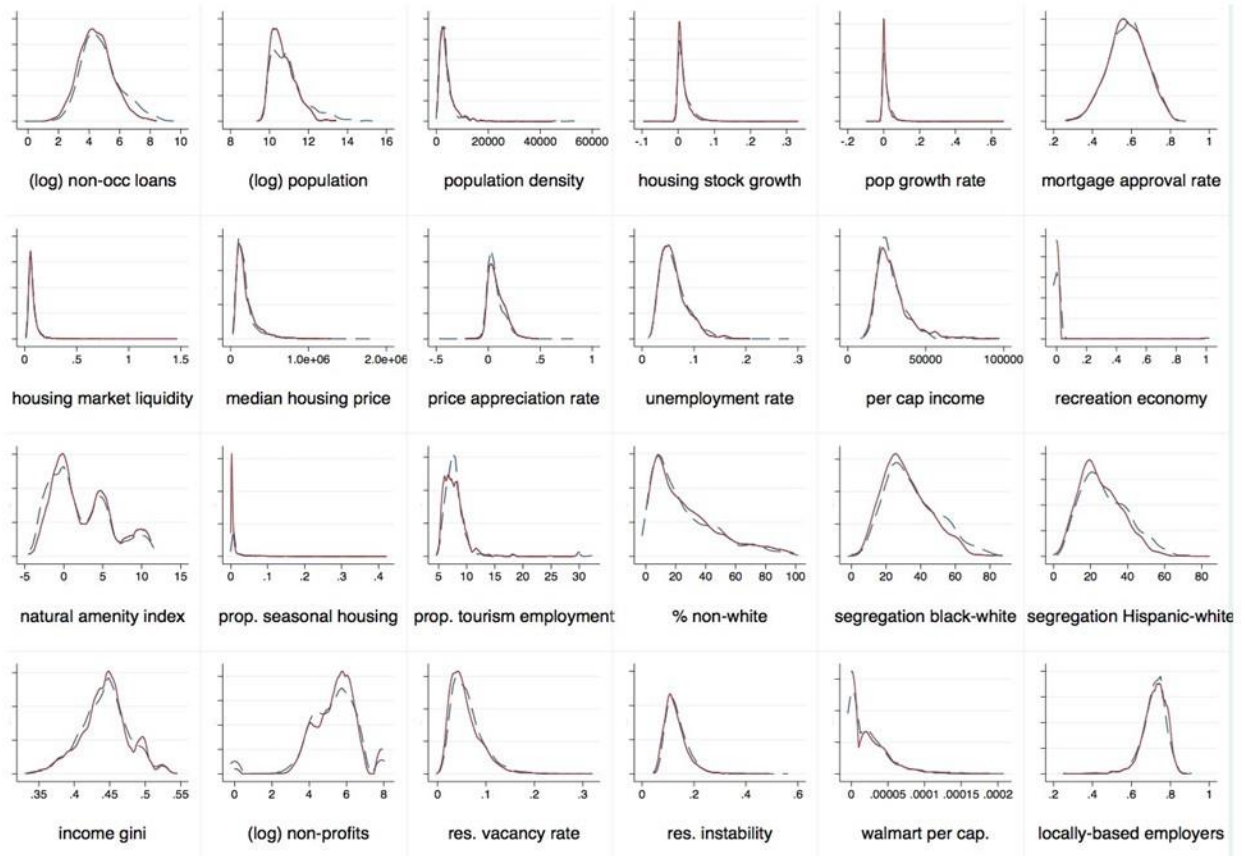 0 2 4 6 8 10
(log) non-occ loans
8 10 12 14 16
(log) population
0 20000 40000 60000
population density
-.1 0 .1 .2 .3
housing stock growth
-.2 0 .2 .4 .6
pop growth rate
.2 .4 .6 .8 1
mortgage approval rate
0 .5 1 1.5
housing market liquidity
0 1.0e+06 2.0e+06
median housing price
-.5 0 .5 1
price appreciation rate
0 .1 .2 .3
unemployment rate
0 50000 100000
per cap income
0 .2 .4 .6 .8 1
recreation economy
-5 0 5 10 15
natural amenity index
0 .1 .2 .3 .4
prop. seasonal housing
5 10 15 20 25 30
prop. tourism employment
0 20 40 60 80 100
% non-white
0 20 40 60 80
segregation black-white
0 20 40 60 80
segregation Hispanic-white
.35 .4 .45 .5 .55
income gini
0 2 4 6 8
(log) non-profits
0 .1 .2 .3
res. vacancy rate
0 .2 .4 .6
res. instability
0 .00005 .0001 .00015 .0002
walmart per cap.
.2 .4 .6 .8 1
locally-based employers